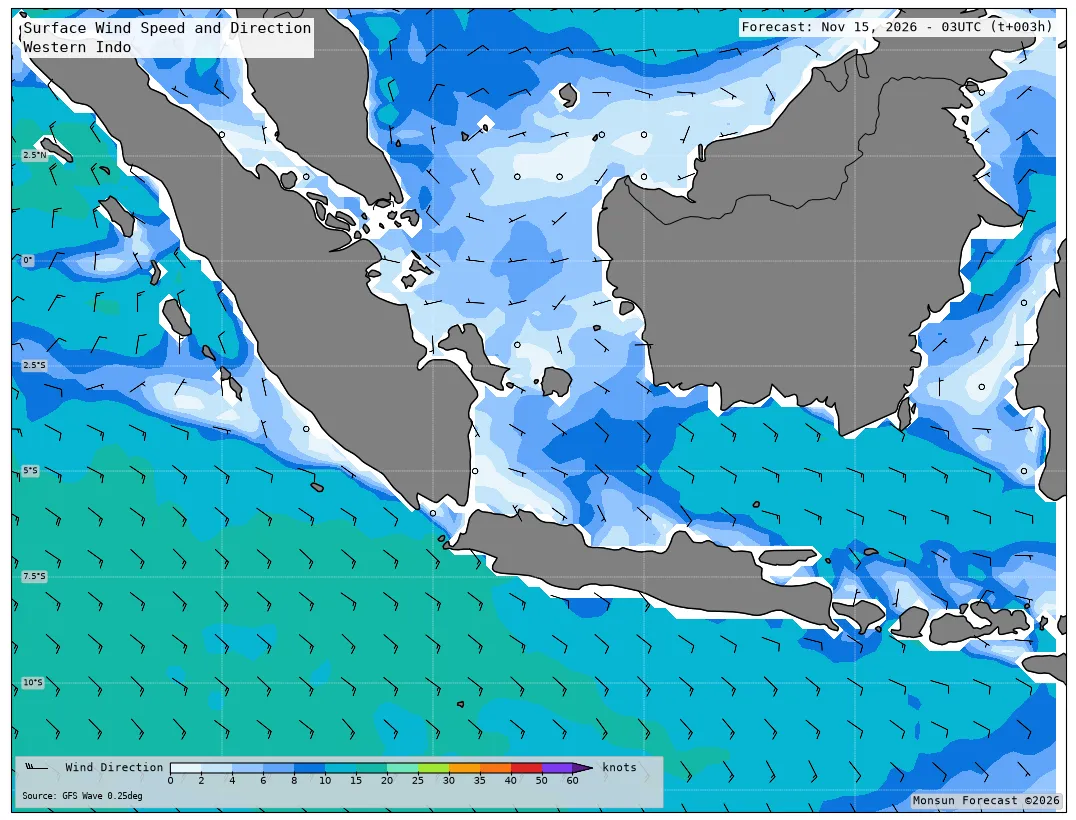 Surface Wind Speed and Direction
Western Indo
Forecast: Nov 15, 2026 - 03UTC (t+003h)
2.5°N
0°
2.5°S
5°S
7.5°S
10°S
Wind Direction
0 2 4 6 8 10 15 20 25 30 35 40 50 60
knots
Source: GFS Wave 0.25deg
Monsun Forecast ©2026